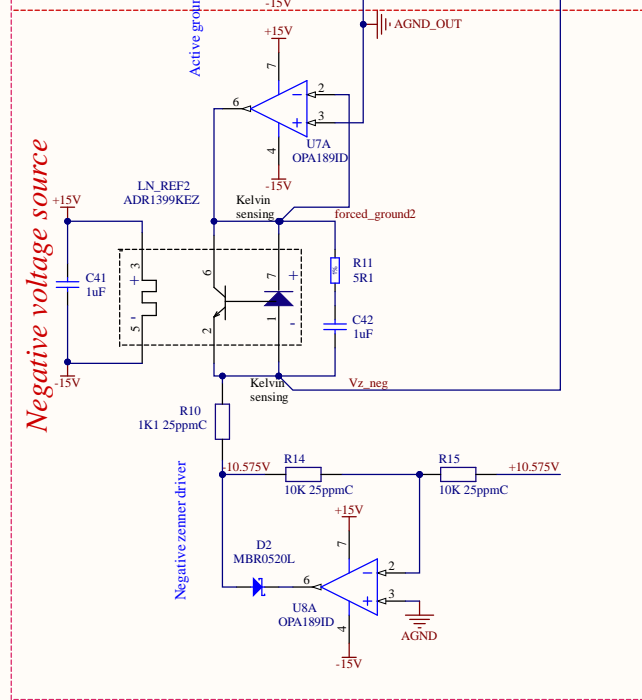 -15V
AGND_OUT
Active groun
+15V
7
6
2
3
U7A
OPA189ID
4
-15V
LN_REF2
ADR1399KEZ
Kelvin
sensing
forced_ground2
+15V
C41
1uF
3
+
-
5
6
2
7
+
1
-
R11
5R1
1%
C42
1uF
-15V
Kelvin
sensing
Vz_neg
Negative voltage source
R10
1K1 25ppmC
-10.575V
R14
10K 25ppmC
R15
10K 25ppmC
+10.575V
Negative zenner driver
+15V
7
D2
MBR0520L
6
2
3
U8A
OPA189ID
4
AGND
-15V